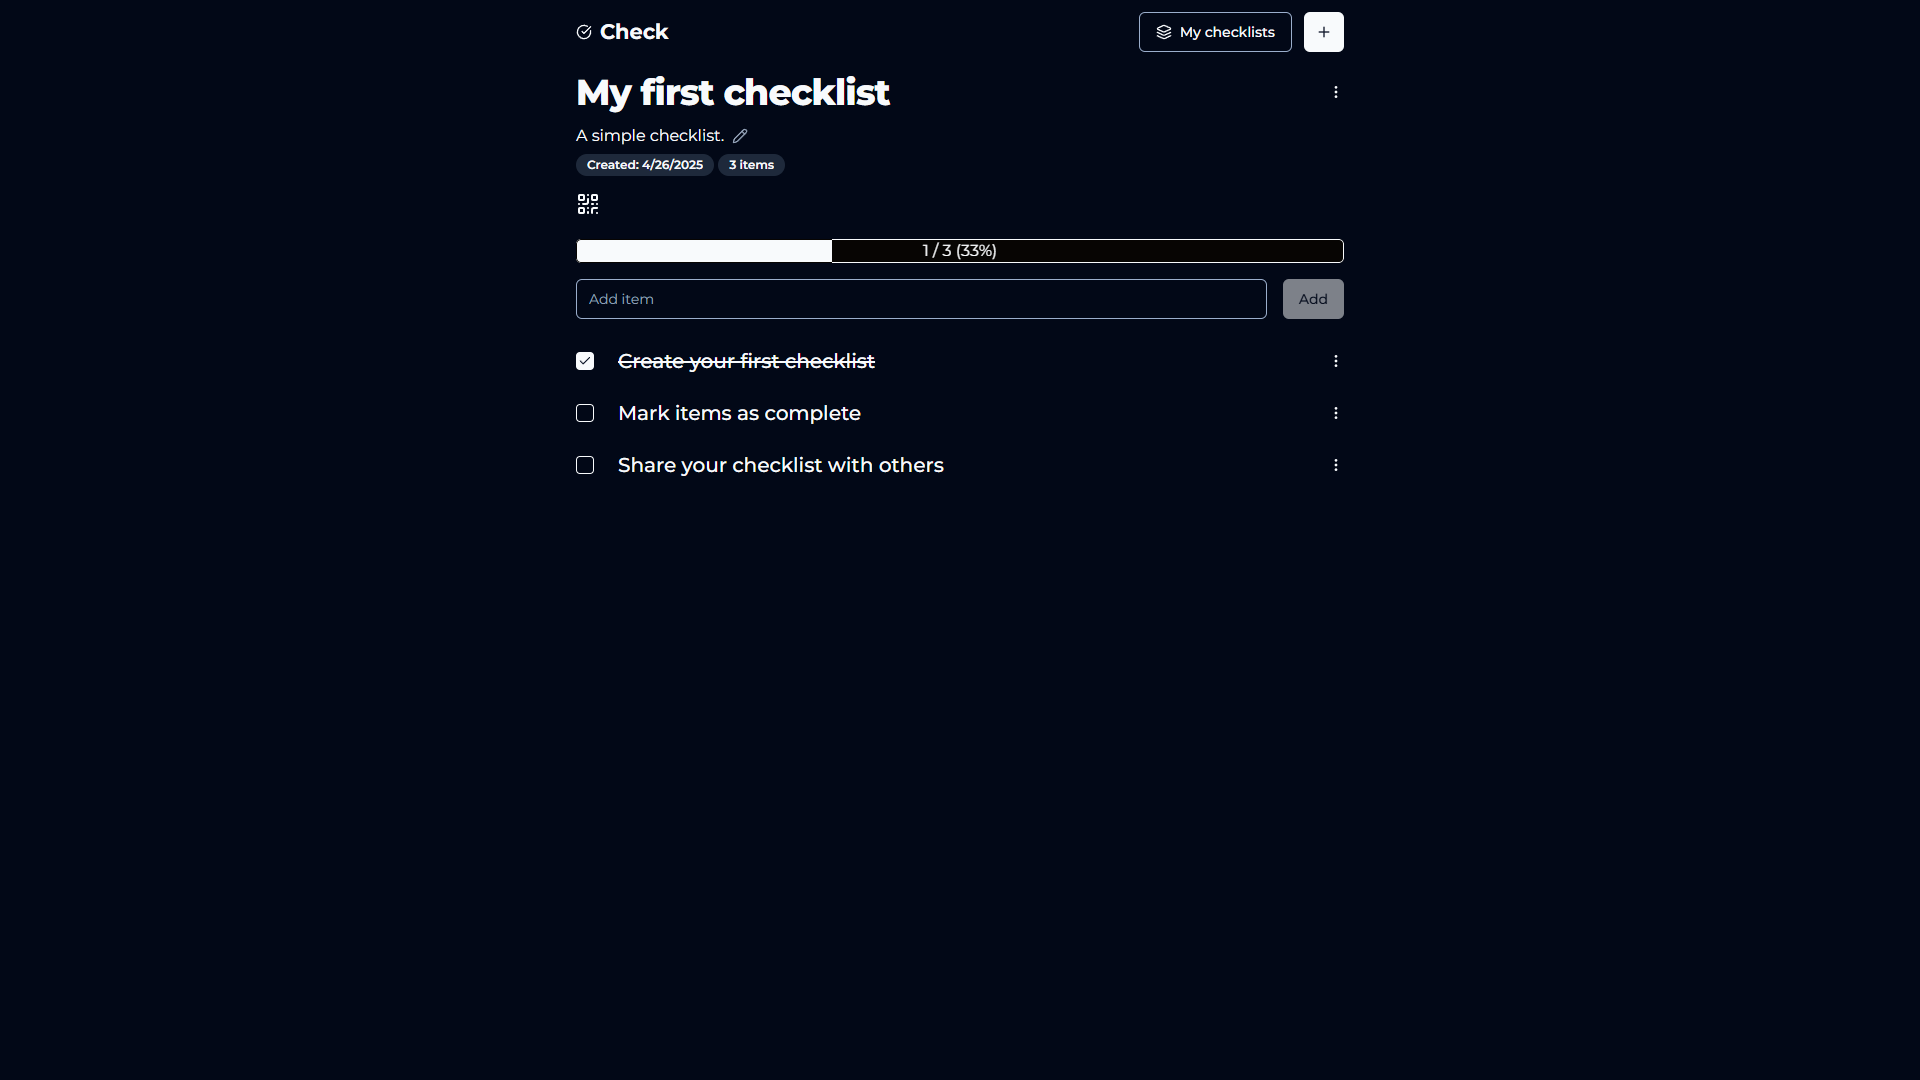 Check
My checklists
My first checklist
A simple checklist.
Created: 4/26/2025
3 items
1 / 3 (33%)
Add item
Add
Create your first checklist
Mark items as complete
Share your checklist with others